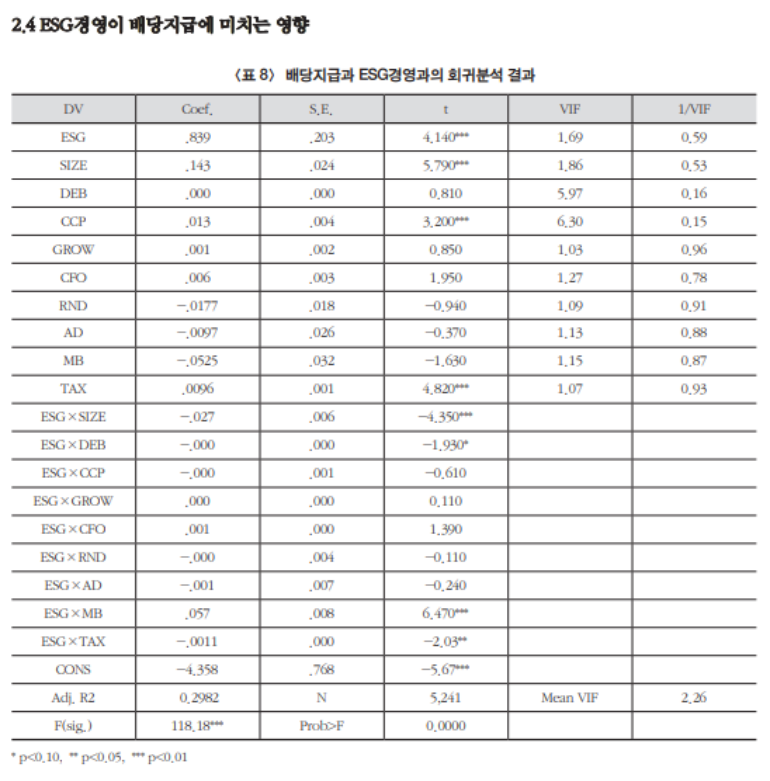 2.4 ESG경영이 배당지급에 미치는 영향
〈표 8〉 배당지급과 ESG경영과의 회귀분석 결과
DV Coef. S.E. t VIF 1/VIF
ESG .839 .203 4.140*** 1.69 0.59
SIZE .143 .024 5.790*** 1.86 0.53
DEB .000 .000 0.810 5.97 0.16
CCP .013 .004 3.200*** 6.30 0.15
GROW .001 .002 0.850 1.03 0.96
CFO .006 .003 1.950 1.27 0.78
RND −.0177 .018 −0.940 1.09 0.91
AD −.0097 .026 −0.370 1.13 0.88
MB −.0525 .032 −1.630 1.15 0.87
TAX .0096 .001 4.820*** 1.07 0.93
ESG×SIZE −.027 .006 −4.350***
ESG×DEB −.000 .000 −1.930*
ESG×CCP −.000 .001 −0.610
ESG×GROW .000 .000 0.110
ESG×CFO .001 .000 1.390
ESG×RND −.000 .004 −0.110
ESG×AD −.001 .007 −0.240
ESG×MB .057 .008 6.470***
ESG×TAX −.0011 .000 −2.03**
CONS −4.358 .768 −5.67***
Adj. R2 0.2982 N 5,241 Mean VIF 2.26
F(sig.) 118.18*** Prob>F 0.0000
* p<0.10, ** p<0.05, *** p<0.01